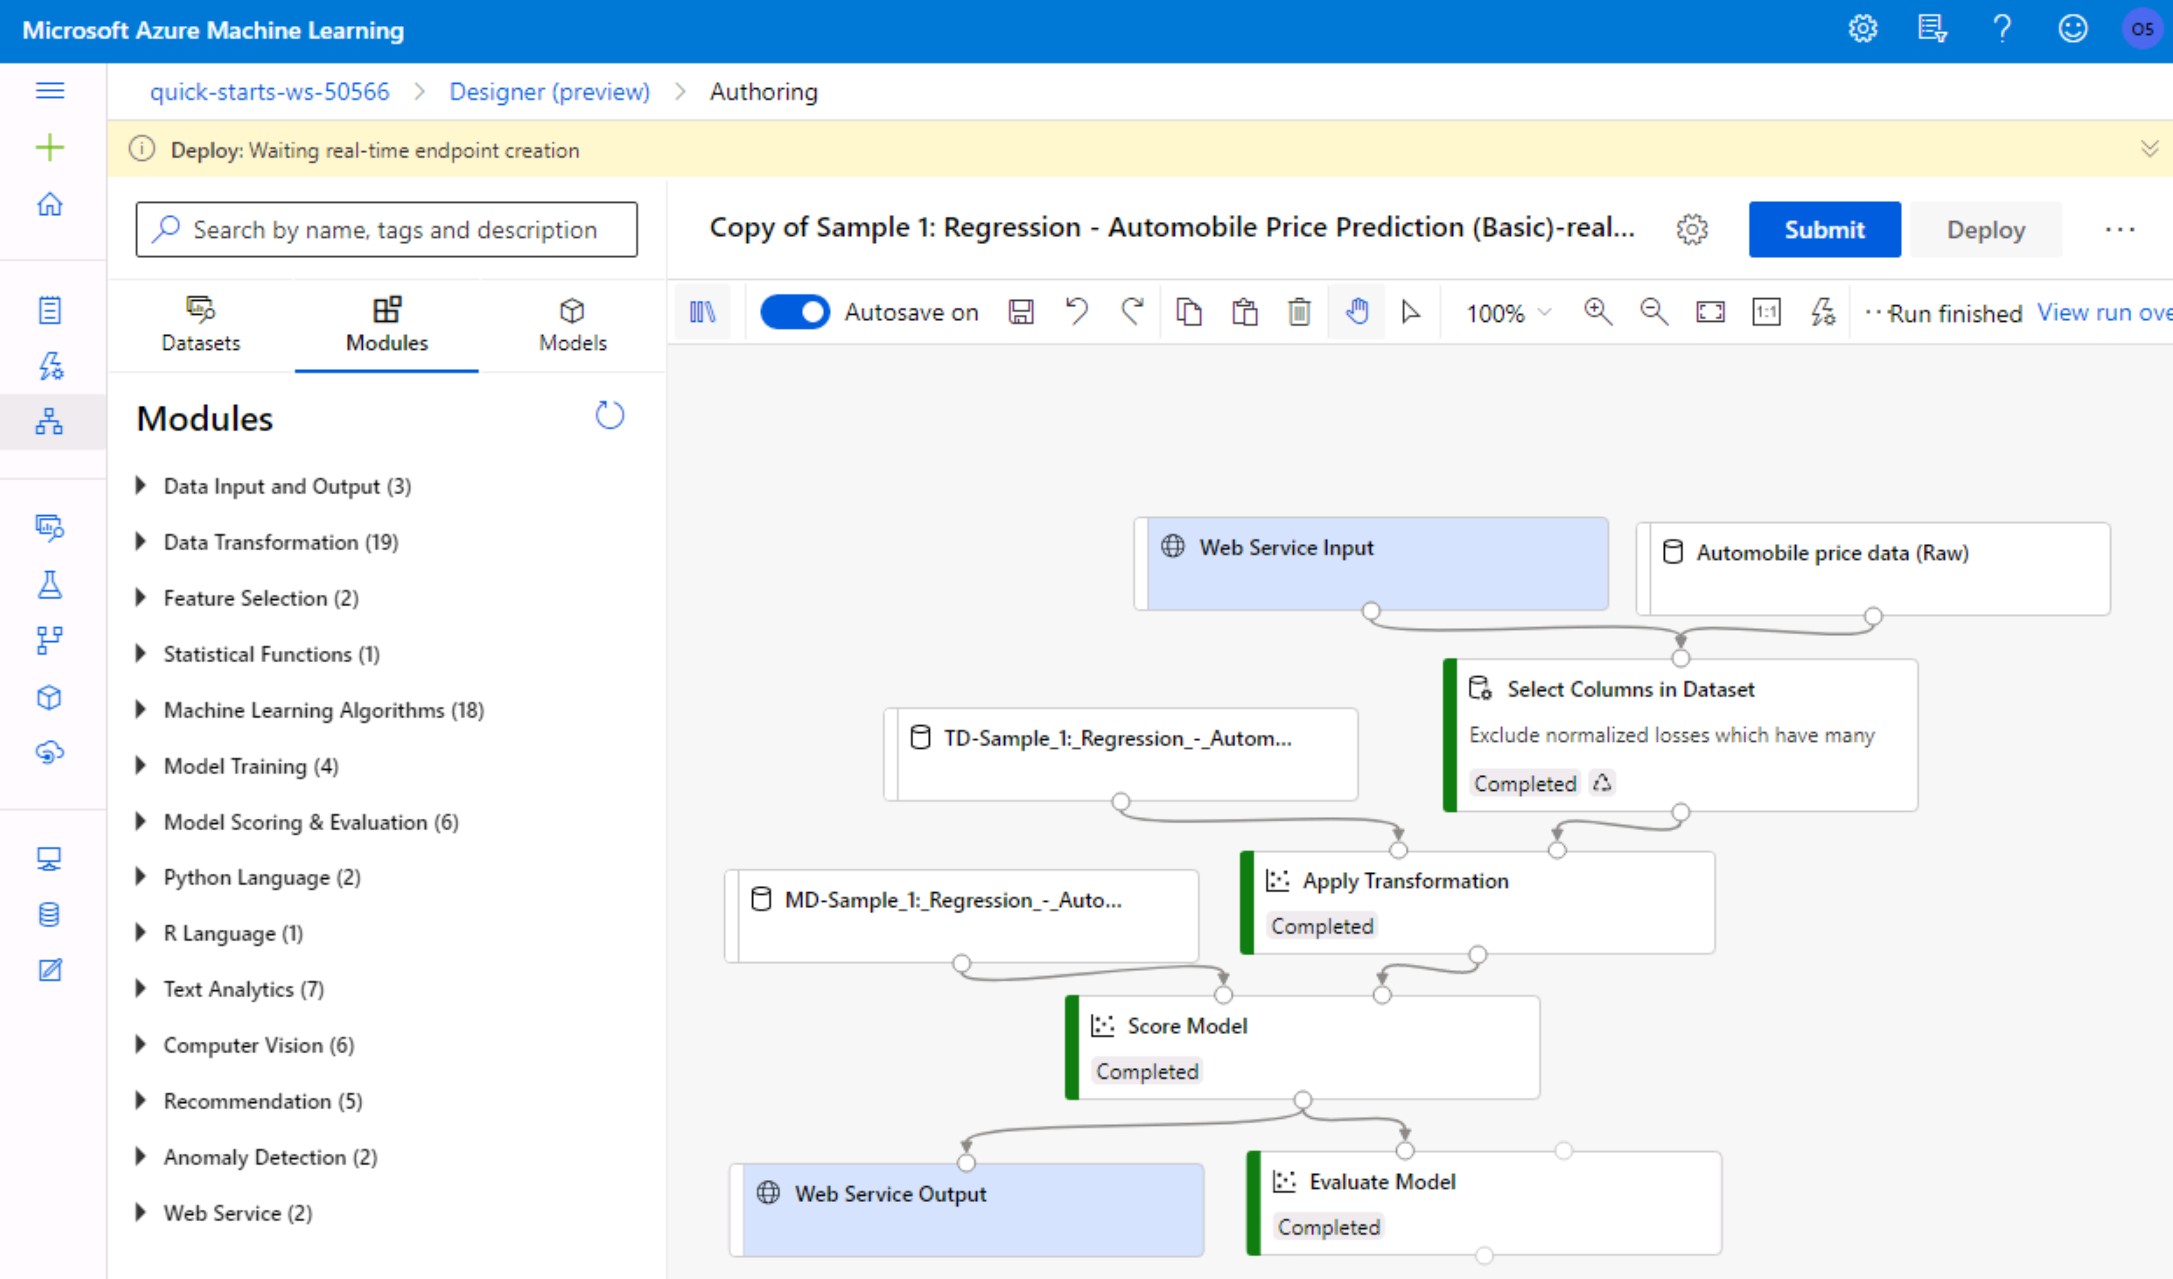 Microsoft Azure Machine Learning
OS
quick-starts-ws-50566 > Designer (preview) > Authoring
Deploy: Waiting real-time endpoint creation
Search by name, tags and description
Copy of Sample 1: Regression - Automobile Price Prediction (Basic)-real...
Submit
Deploy
Datasets
Modules
Models
Autosave on
100%
1:1
Run finished
View run ove
Modules
Data Input and Output (3)
Data Transformation (19)
Feature Selection (2)
Statistical Functions (1)
Machine Learning Algorithms (18)
Model Training (4)
Model Scoring & Evaluation (6)
Python Language (2)
R Language (1)
Text Analytics (7)
Computer Vision (6)
Recommendation (5)
Anomaly Detection (2)
Web Service (2)
Web Service Input
Automobile price data (Raw)
Select Columns in Dataset
Exclude normalized losses which have many
Completed
TD-Sample_1:_Regression_-_Autom...
Apply Transformation
Completed
MD-Sample_1:_Regression_-_Auto...
Score Model
Completed
Web Service Output
Evaluate Model
Completed